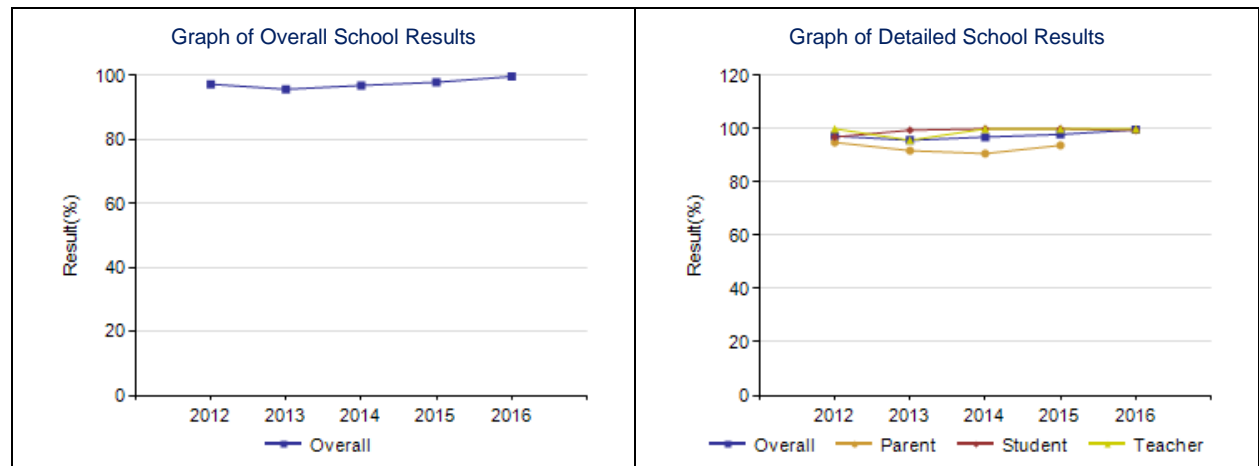 Graph of Overall School Results
100
80
60
40
20
0
Result(%)
2012 2013 2014 2015 2016
Overall
Graph of Detailed School Results
120
100
80
60
40
20
0
Result(%)
2012 2013 2014 2015 2016
Overall Parent Student Teacher